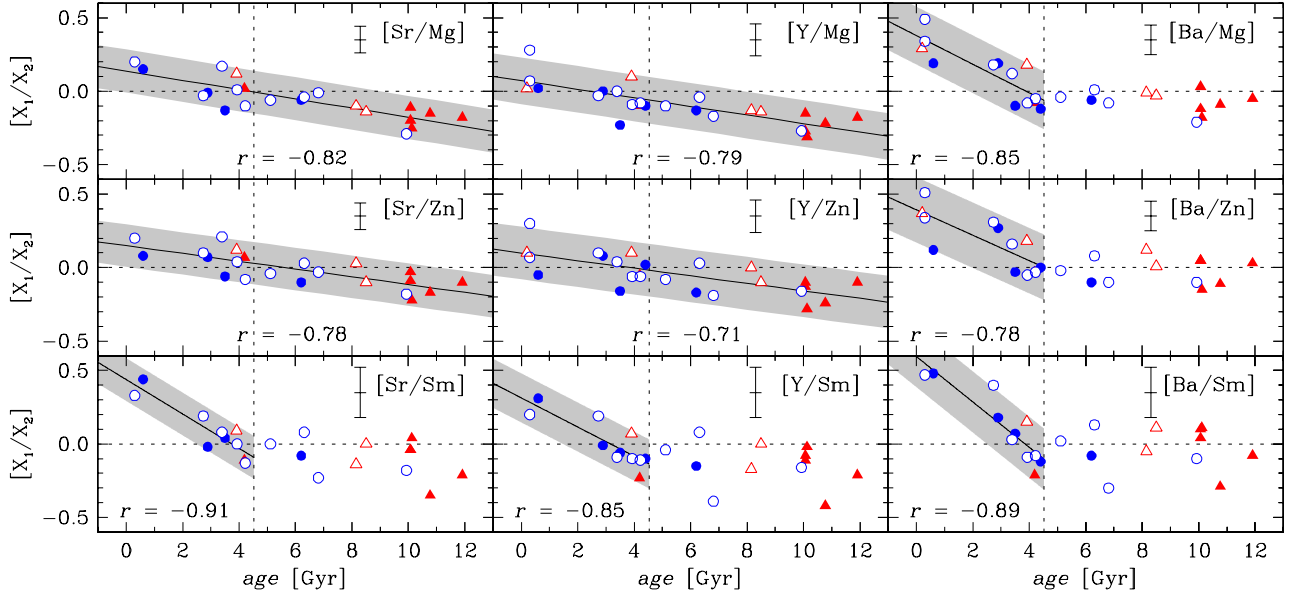 0.5 [Sr/Mg] [Y/Mg] [Ba/Mg]
[X1/X2] 0.0
−0.5 r = −0.82 r = −0.79 r = −0.85
0.5 [Sr/Zn] [Y/Zn] [Ba/Zn]
[X1/X2] 0.0
−0.5 r = −0.78 r = −0.71 r = −0.78
0.5 [Sr/Sm] [Y/Sm] [Ba/Sm]
[X1/X2] 0.0
−0.5 r = −0.91 r = −0.85 r = −0.89
0 2 4 6 8 10 12 0 2 4 6 8 10 12 0 2 4 6 8 10 12
age [Gyr] age [Gyr] age [Gyr]